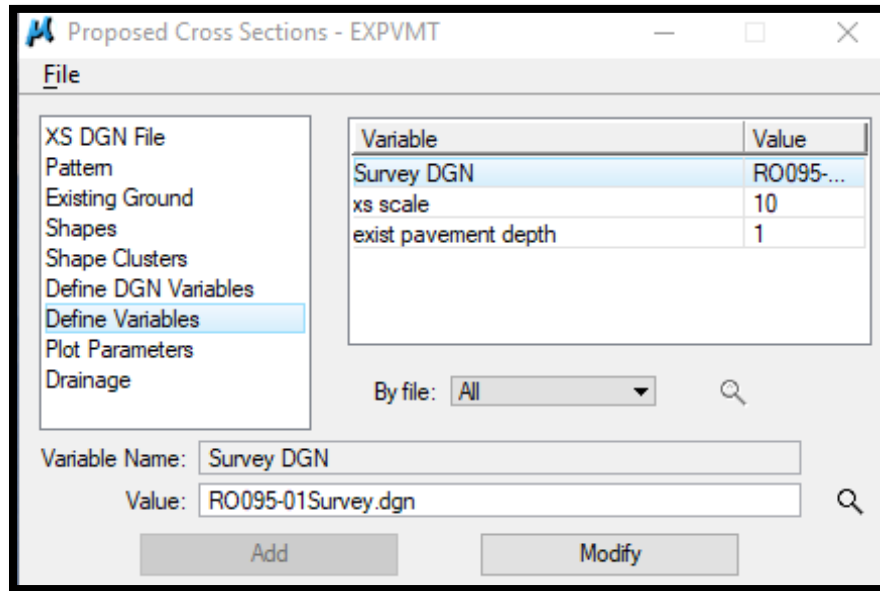 Proposed Cross Sections - EXPVMT
File
XS DGN File
Pattern
Existing Ground
Shapes
Shape Clusters
Define DGN Variables
Define Variables
Plot Parameters
Drainage
Variable Value
Survey DGN RO095-...
xs scale 10
exist pavement depth 1
By file: All
Variable Name: Survey DGN
Value: RO095-01Survey.dgn
Add Modify